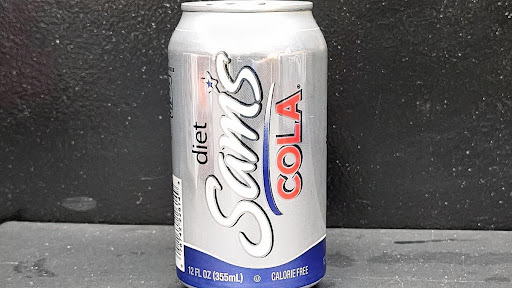 diet
Sam's
COLA
12 FL OZ (355mL) CALORIE FREE